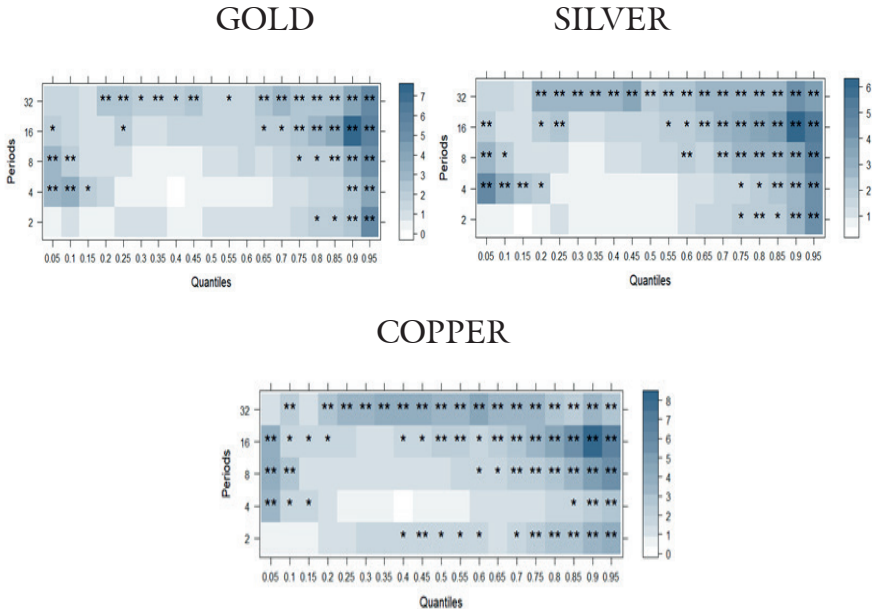 GOLD
32 ** ** * ** * ** * ** ** ** ** ** ** **
16 * * * * ** ** ** ** **
8 ** ** * * ** ** **
4 ** ** * ** **
2 * * ** **
Periods
0.05 0.1 0.15 0.2 0.25 0.3 0.35 0.4 0.45 0.5 0.55 0.6 0.65 0.7 0.75 0.8 0.85 0.9 0.95
Quantiles
7
6
5
4
3
2
1
0
SILVER
32 ** ** ** ** ** ** ** ** ** ** ** ** ** ** ** **
16 ** * ** * * ** ** ** ** ** ** **
8 ** * ** ** ** ** ** ** **
4 ** ** ** * * * ** ** **
2 ** ** * ** **
Periods
0.05 0.1 0.15 0.2 0.25 0.3 0.35 0.4 0.45 0.5 0.55 0.6 0.65 0.7 0.75 0.8 0.85 0.9 0.95
Quantiles
6
5
4
3
2
1
COPPER
32 ** ** ** ** ** ** ** ** ** ** ** ** ** ** ** ** **
16 ** * * * * * ** ** * ** ** ** ** ** ** **
8 ** ** * * ** ** ** ** ** **
4 ** * * * ** **
2 * ** * * * * ** ** ** ** **
Periods
0.05 0.1 0.15 0.2 0.25 0.3 0.35 0.4 0.45 0.5 0.55 0.6 0.65 0.7 0.75 0.8 0.85 0.9 0.95
Quantiles
8
7
6
5
4
3
2
1
0